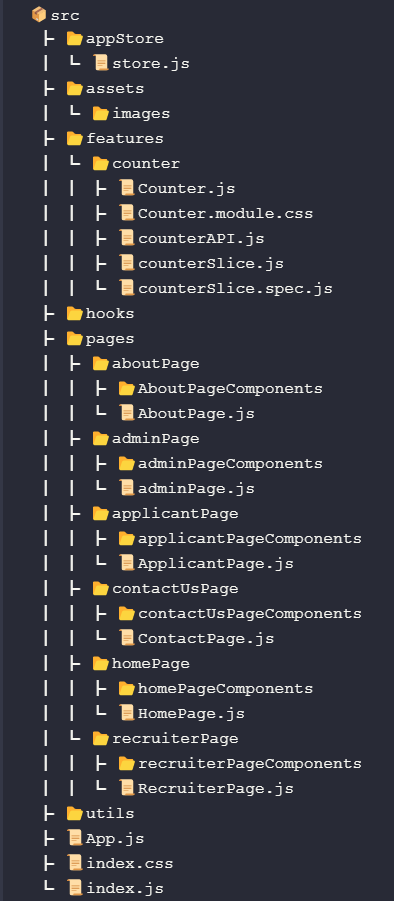 src
appStore
store.js
assets
images
features
counter
Counter.js
Counter.module.css
counterAPI.js
counterSlice.js
counterSlice.spec.js
hooks
pages
aboutPage
AboutPageComponents
AboutPage.js
adminPage
adminPageComponents
adminPage.js
applicantPage
applicantPageComponents
ApplicantPage.js
contactUsPage
contactUsPageComponents
ContactPage.js
homePage
homePageComponents
HomePage.js
recruiterPage
recruiterPageComponents
RecruiterPage.js
utils
App.js
index.css
index.js